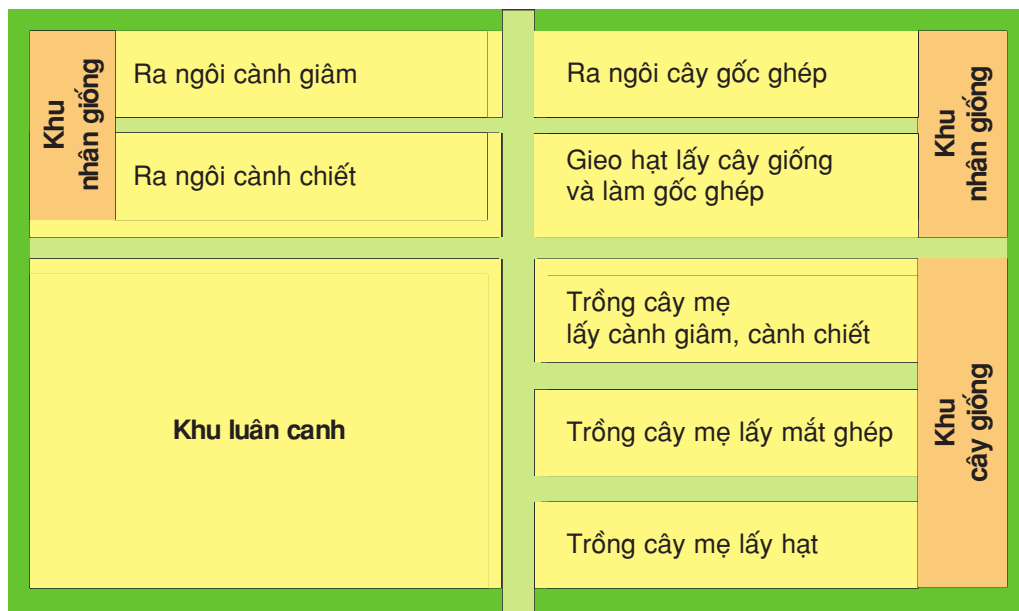 Khu
nhân giống
Ra ngôi cành giâm
Ra ngôi cành chiết
Ra ngôi cây gốc ghép
Gieo hạt lấy cây giống
và làm gốc ghép
Khu
nhân giống
Khu luân canh
Trồng cây mẹ
lấy cành giâm, cành chiết
Trồng cây mẹ lấy mắt ghép
Trồng cây mẹ lấy hạt
Khu
cây giống